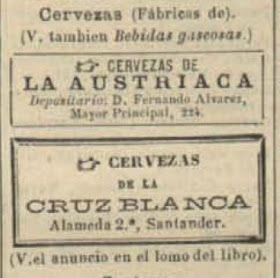 Cervezas (Fábricas de).
(V. tambien Bebidas gaseosas.)
☞ CERVEZAS DE
LA AUSTRIACA
Depositario: D. Fernando Alvarez,
Mayor Principal, 224.
☞ CERVEZAS
DE LA
CRUZ BLANCA
Alameda 2.ª, Santander.
(V. el anuncio en el lomo del libro).